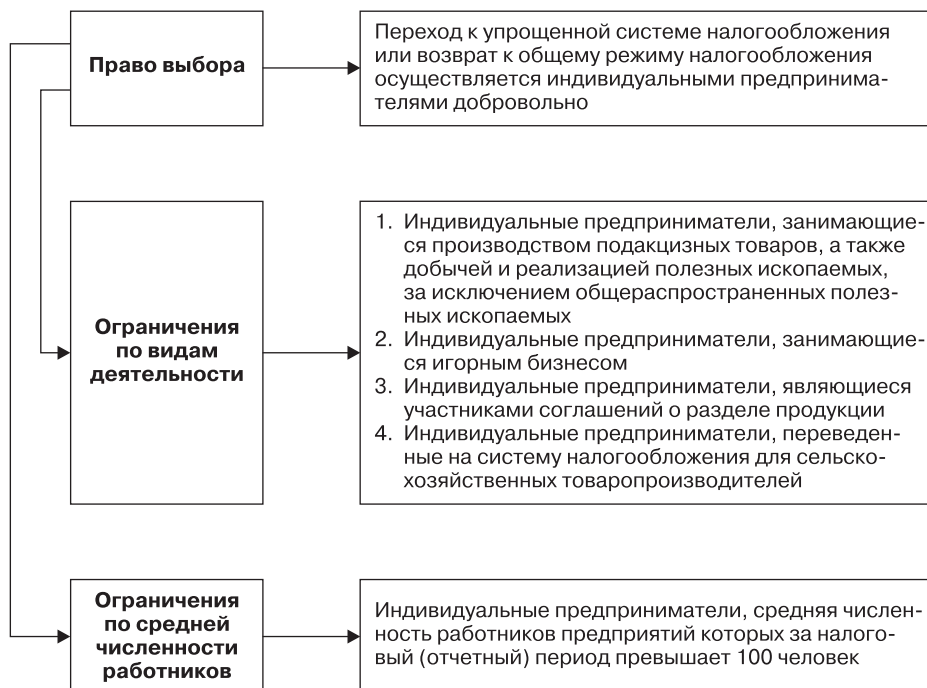 Право выбора
Переход к упрощенной системе налогообложения
или возврат к общему режиму налогообложения
осуществляется индивидуальными предпринима-
телями добровольно
Ограничения
по видам
деятельности
1. Индивидуальные предприниматели, занимающие-
ся производством подакцизных товаров, а также
добычей и реализацией полезных ископаемых,
за исключением общераспространенных полез-
ных ископаемых
2. Индивидуальные предприниматели, занимающие-
ся игорным бизнесом
3. Индивидуальные предприниматели, являющиеся
участниками соглашений о разделе продукции
4. Индивидуальные предприниматели, переведен-
ные на систему налогообложения для сельско-
хозяйственных товаропроизводителей
Ограничения
по средней
численности
работников
Индивидуальные предприниматели, средняя числен-
ность работников предприятий которых за налого-
вый (отчетный) период превышает 100 человек